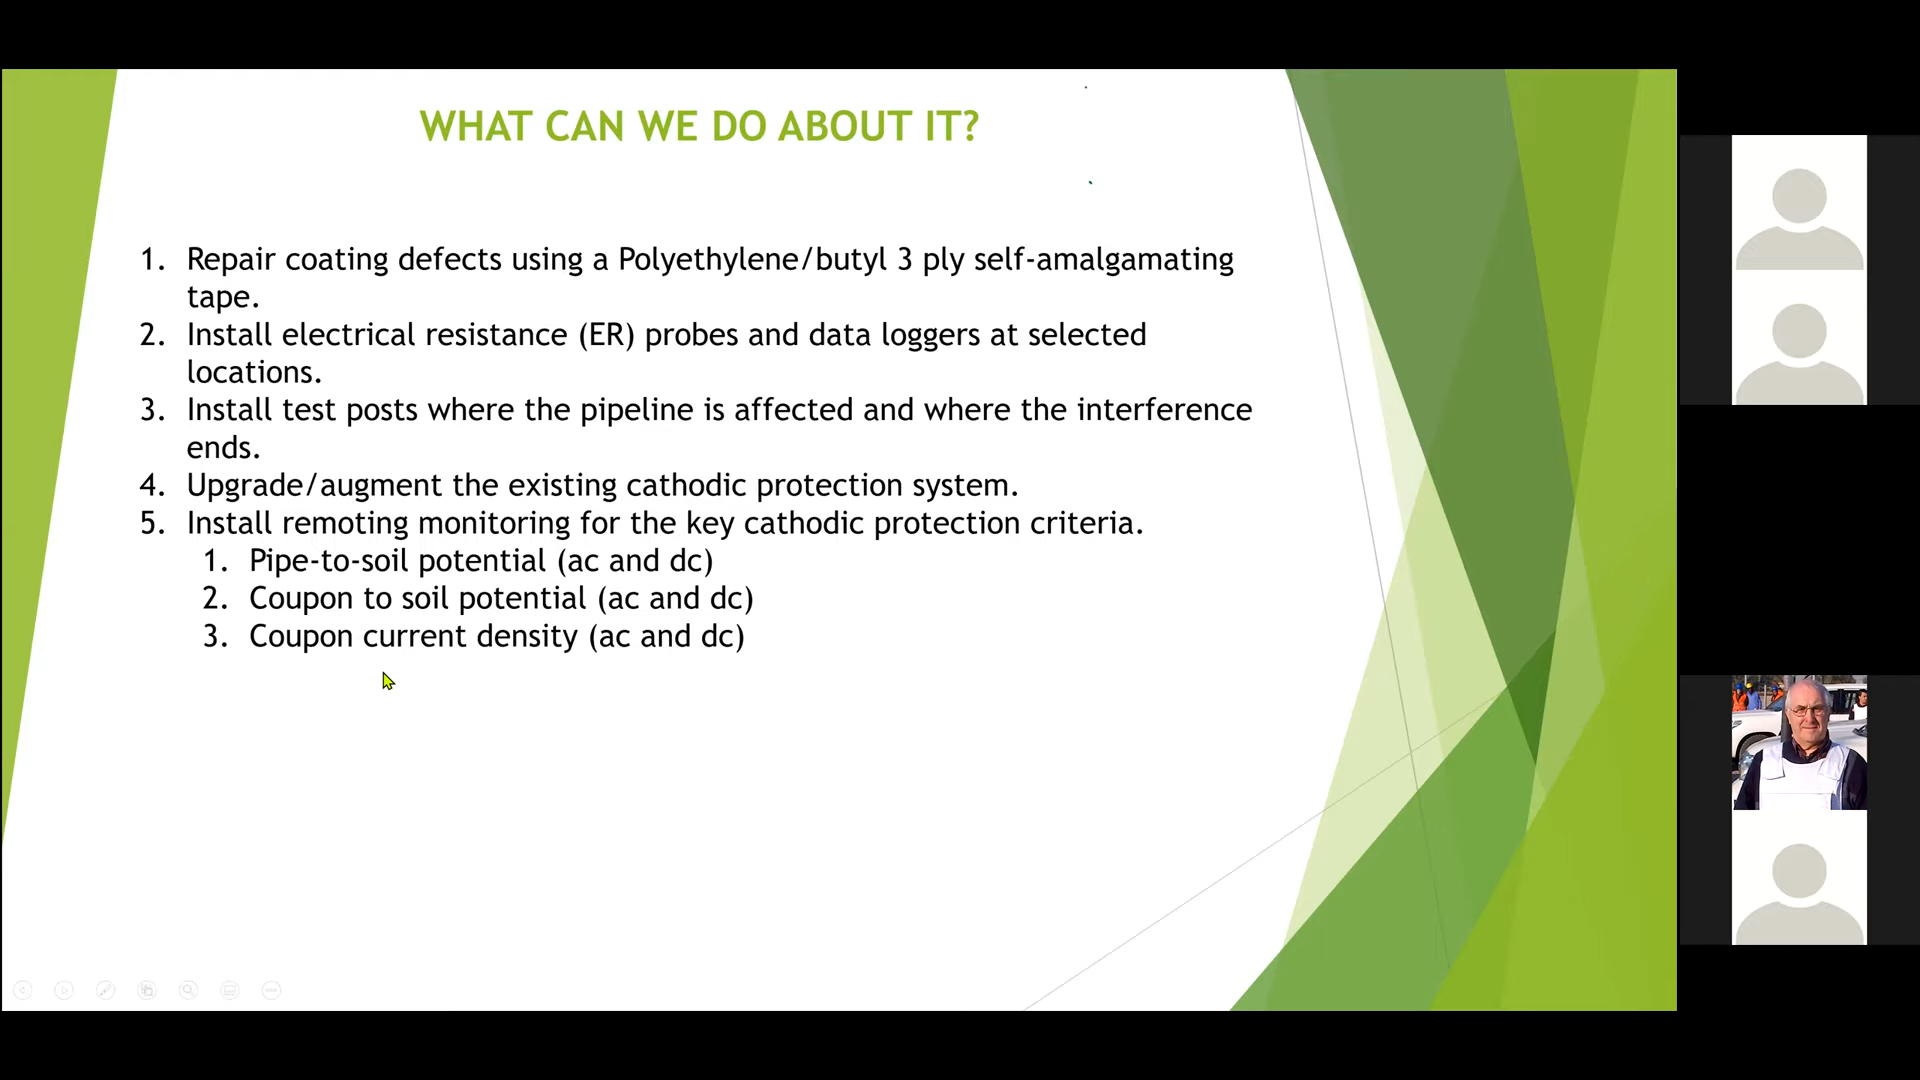 WHAT CAN WE DO ABOUT IT?
1. Repair coating defects using a Polyethylene/butyl 3 ply self-amalgamating
tape.
2. Install electrical resistance (ER) probes and data loggers at selected
locations.
3. Install test posts where the pipeline is affected and where the interference
ends.
4. Upgrade/augment the existing cathodic protection system.
5. Install remoting monitoring for the key cathodic protection criteria.
1. Pipe-to-soil potential (ac and dc)
2. Coupon to soil potential (ac and dc)
3. Coupon current density (ac and dc)